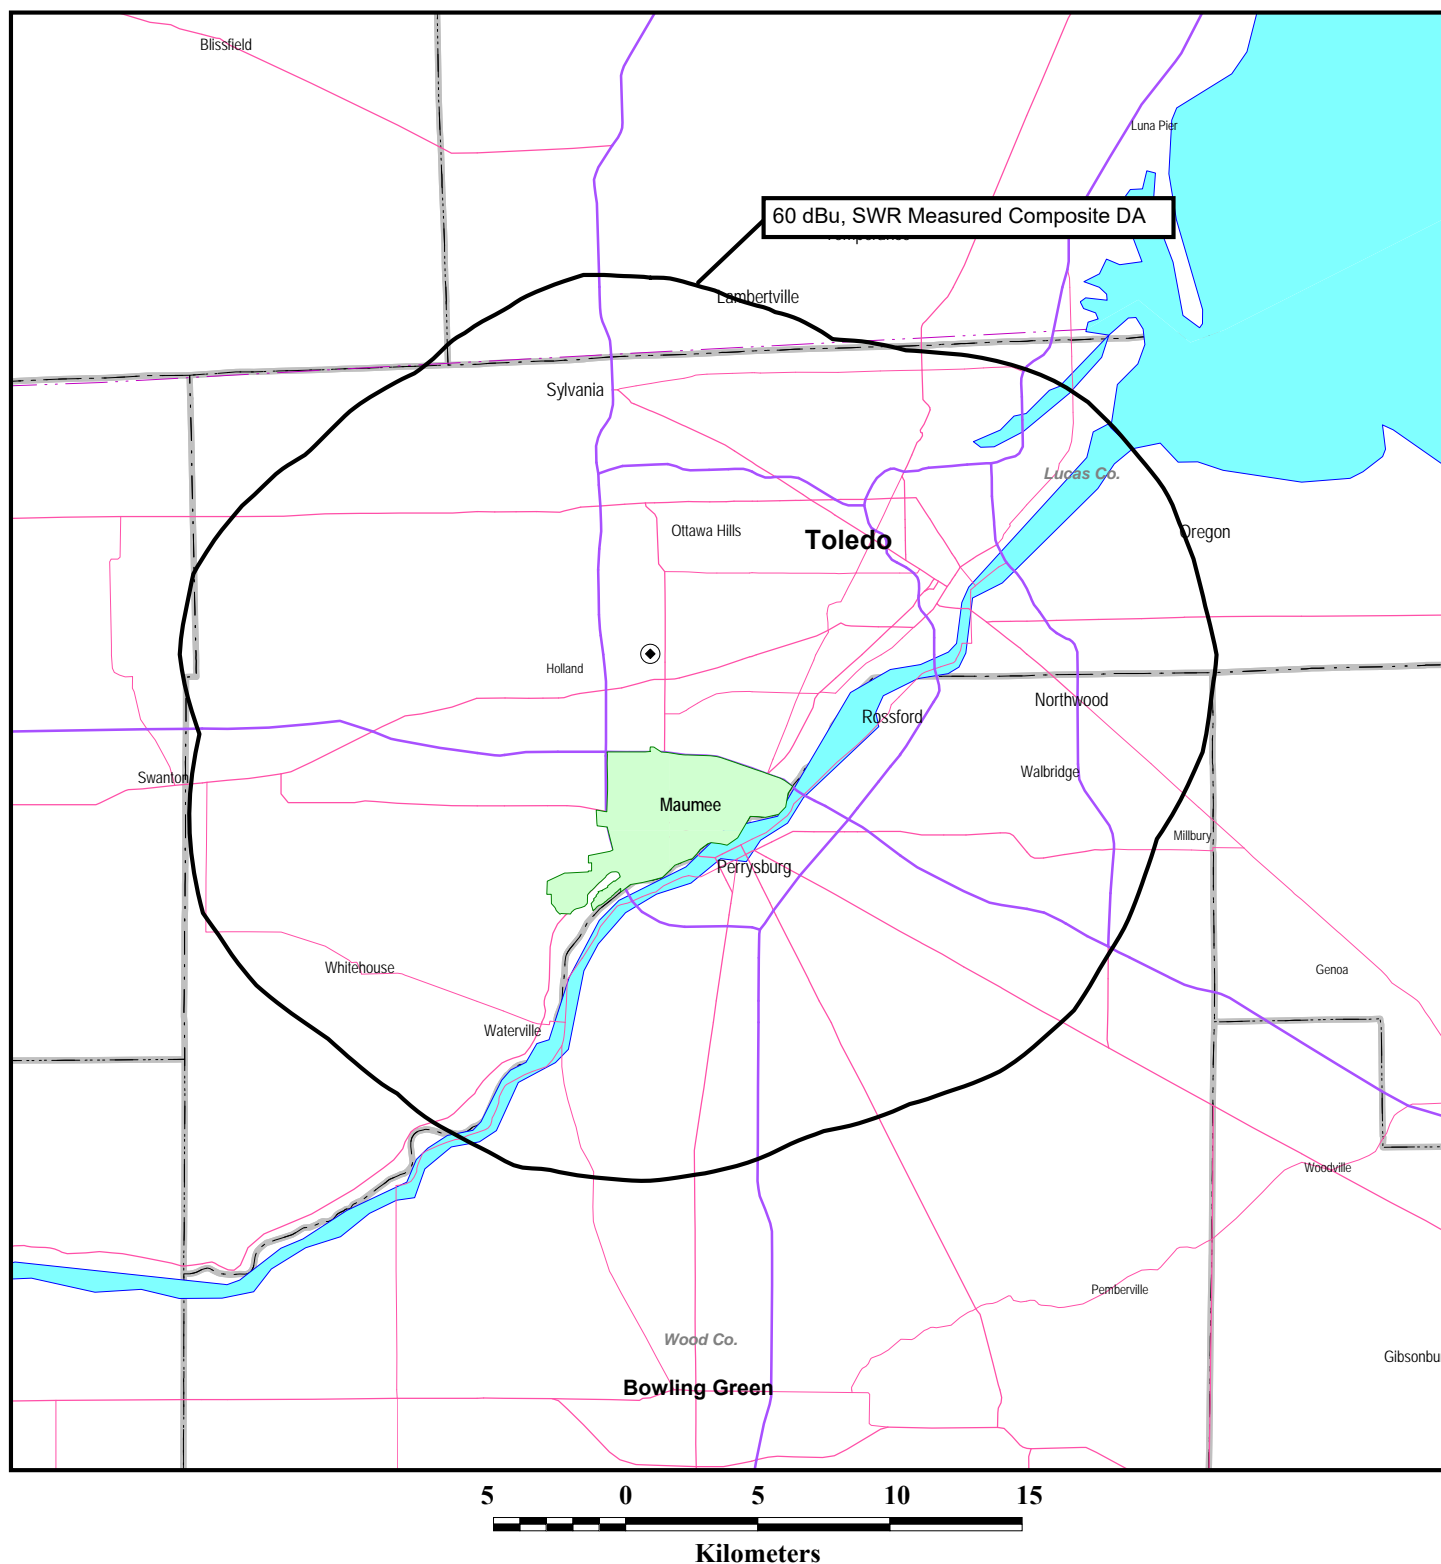 Blissfield
Luna Pier
60 dBu, SWR Measured Composite DA
Lambertville
Sylvania
Lucas Co.
Ottawa Hills
Toledo
Oregon
Holland
Northwood
Rossford
Walbridge
Swanton
Maumee
Millbury
Perrysburg
Whitehouse
Genoa
Waterville
Woodville
Pemberville
Wood Co.
Gibsonbu
Bowling Green
5 0 5 10 15
Kilometers